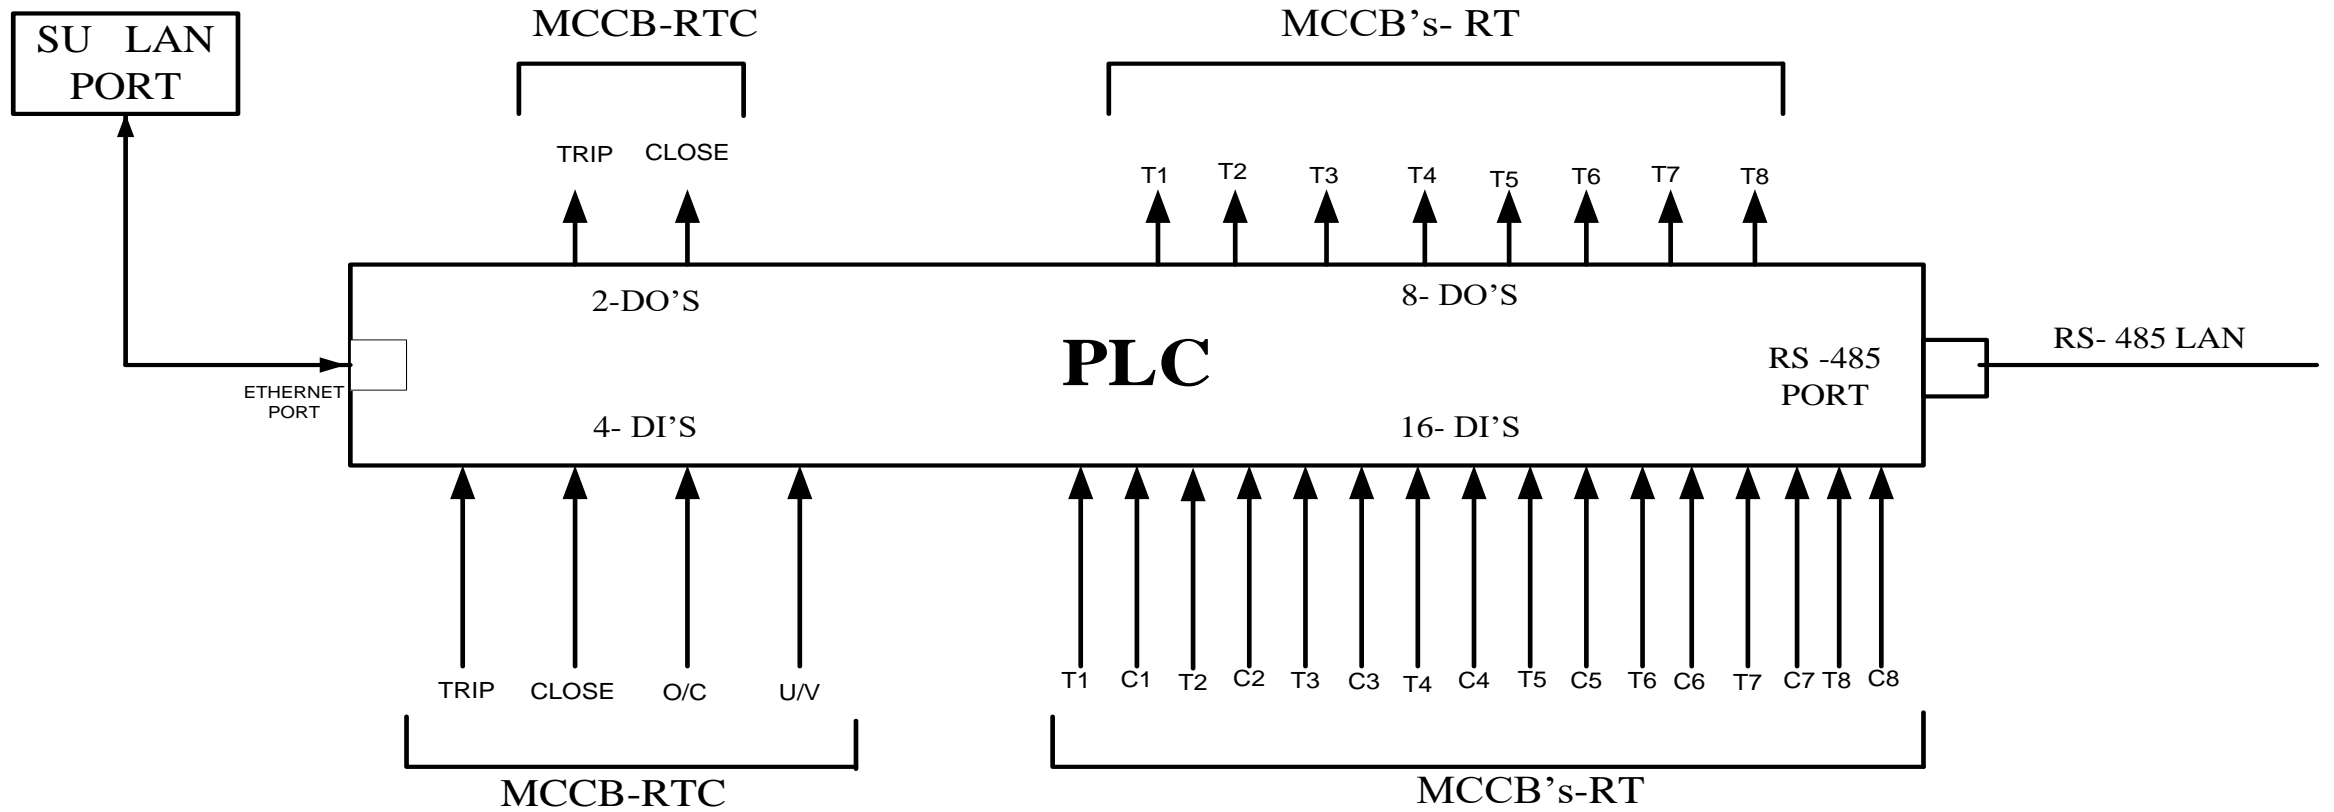 SU LAN
PORT
MCCB-RTC
MCCB's- RT
TRIP CLOSE
T1 T2 T3 T4 T5 T6 T7 T8
2-DO'S
8- DO'S
PLC
RS -485
PORT
RS- 485 LAN
ETHERNET
PORT
4- DI'S
16- DI'S
TRIP CLOSE O/C U/V
T1 C1 T2 C2 T3 C3 T4 C4 T5 C5 T6 C6 T7 C7 T8 C8
MCCB-RTC
MCCB's-RT